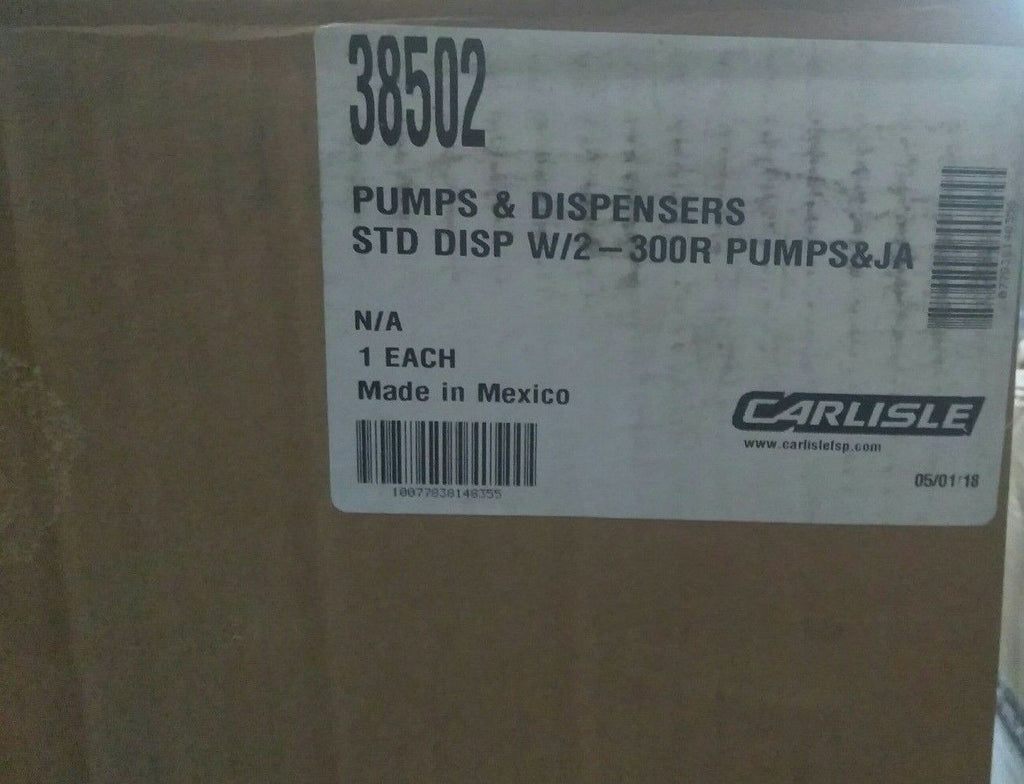 38502
PUMPS & DISPENSERS
STD DISP W/2-300R PUMPS&JA
N/A
1 EACH
Made in Mexico
10077838148355
CARLISLE
www.carlislefsp.com
05/01/18